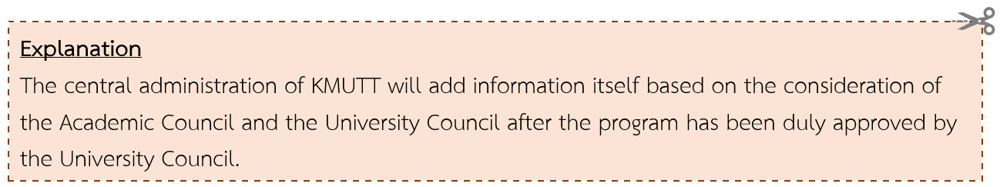 Explanation
The central administration of KMUTT will add information itself based on the consideration of
the Academic Council and the University Council after the program has been duly approved by
the University Council.